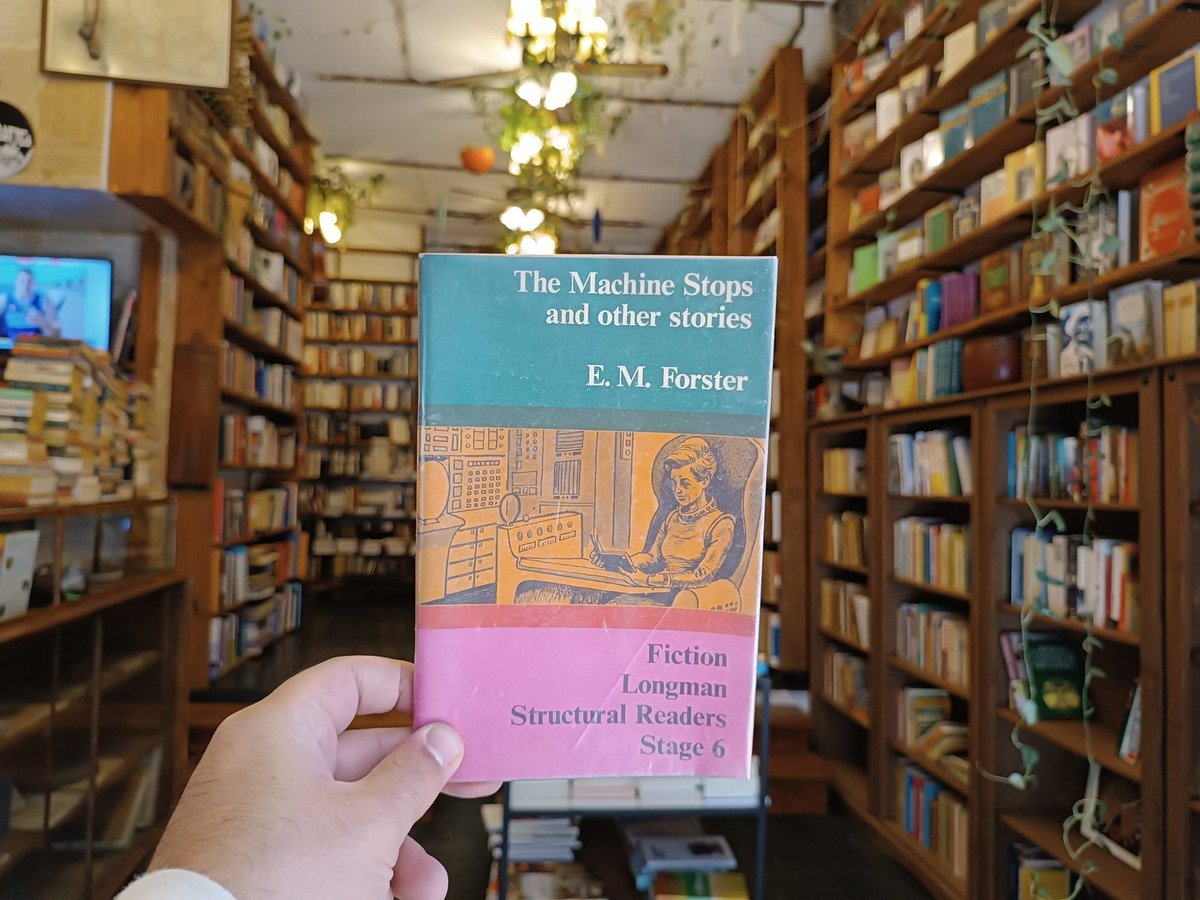 The Machine Stops
and other stories
E. M. Forster
Fiction
Longman
Structural Readers
Stage 6